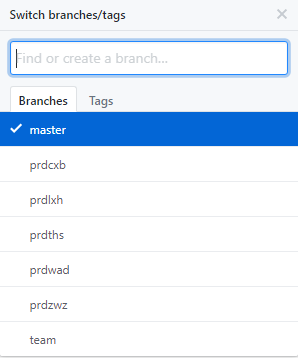 Switch branches/tags
Find or create a branch...
Branches Tags
master
prdcxb
prdlxh
prdths
prdwad
prdzwz
team